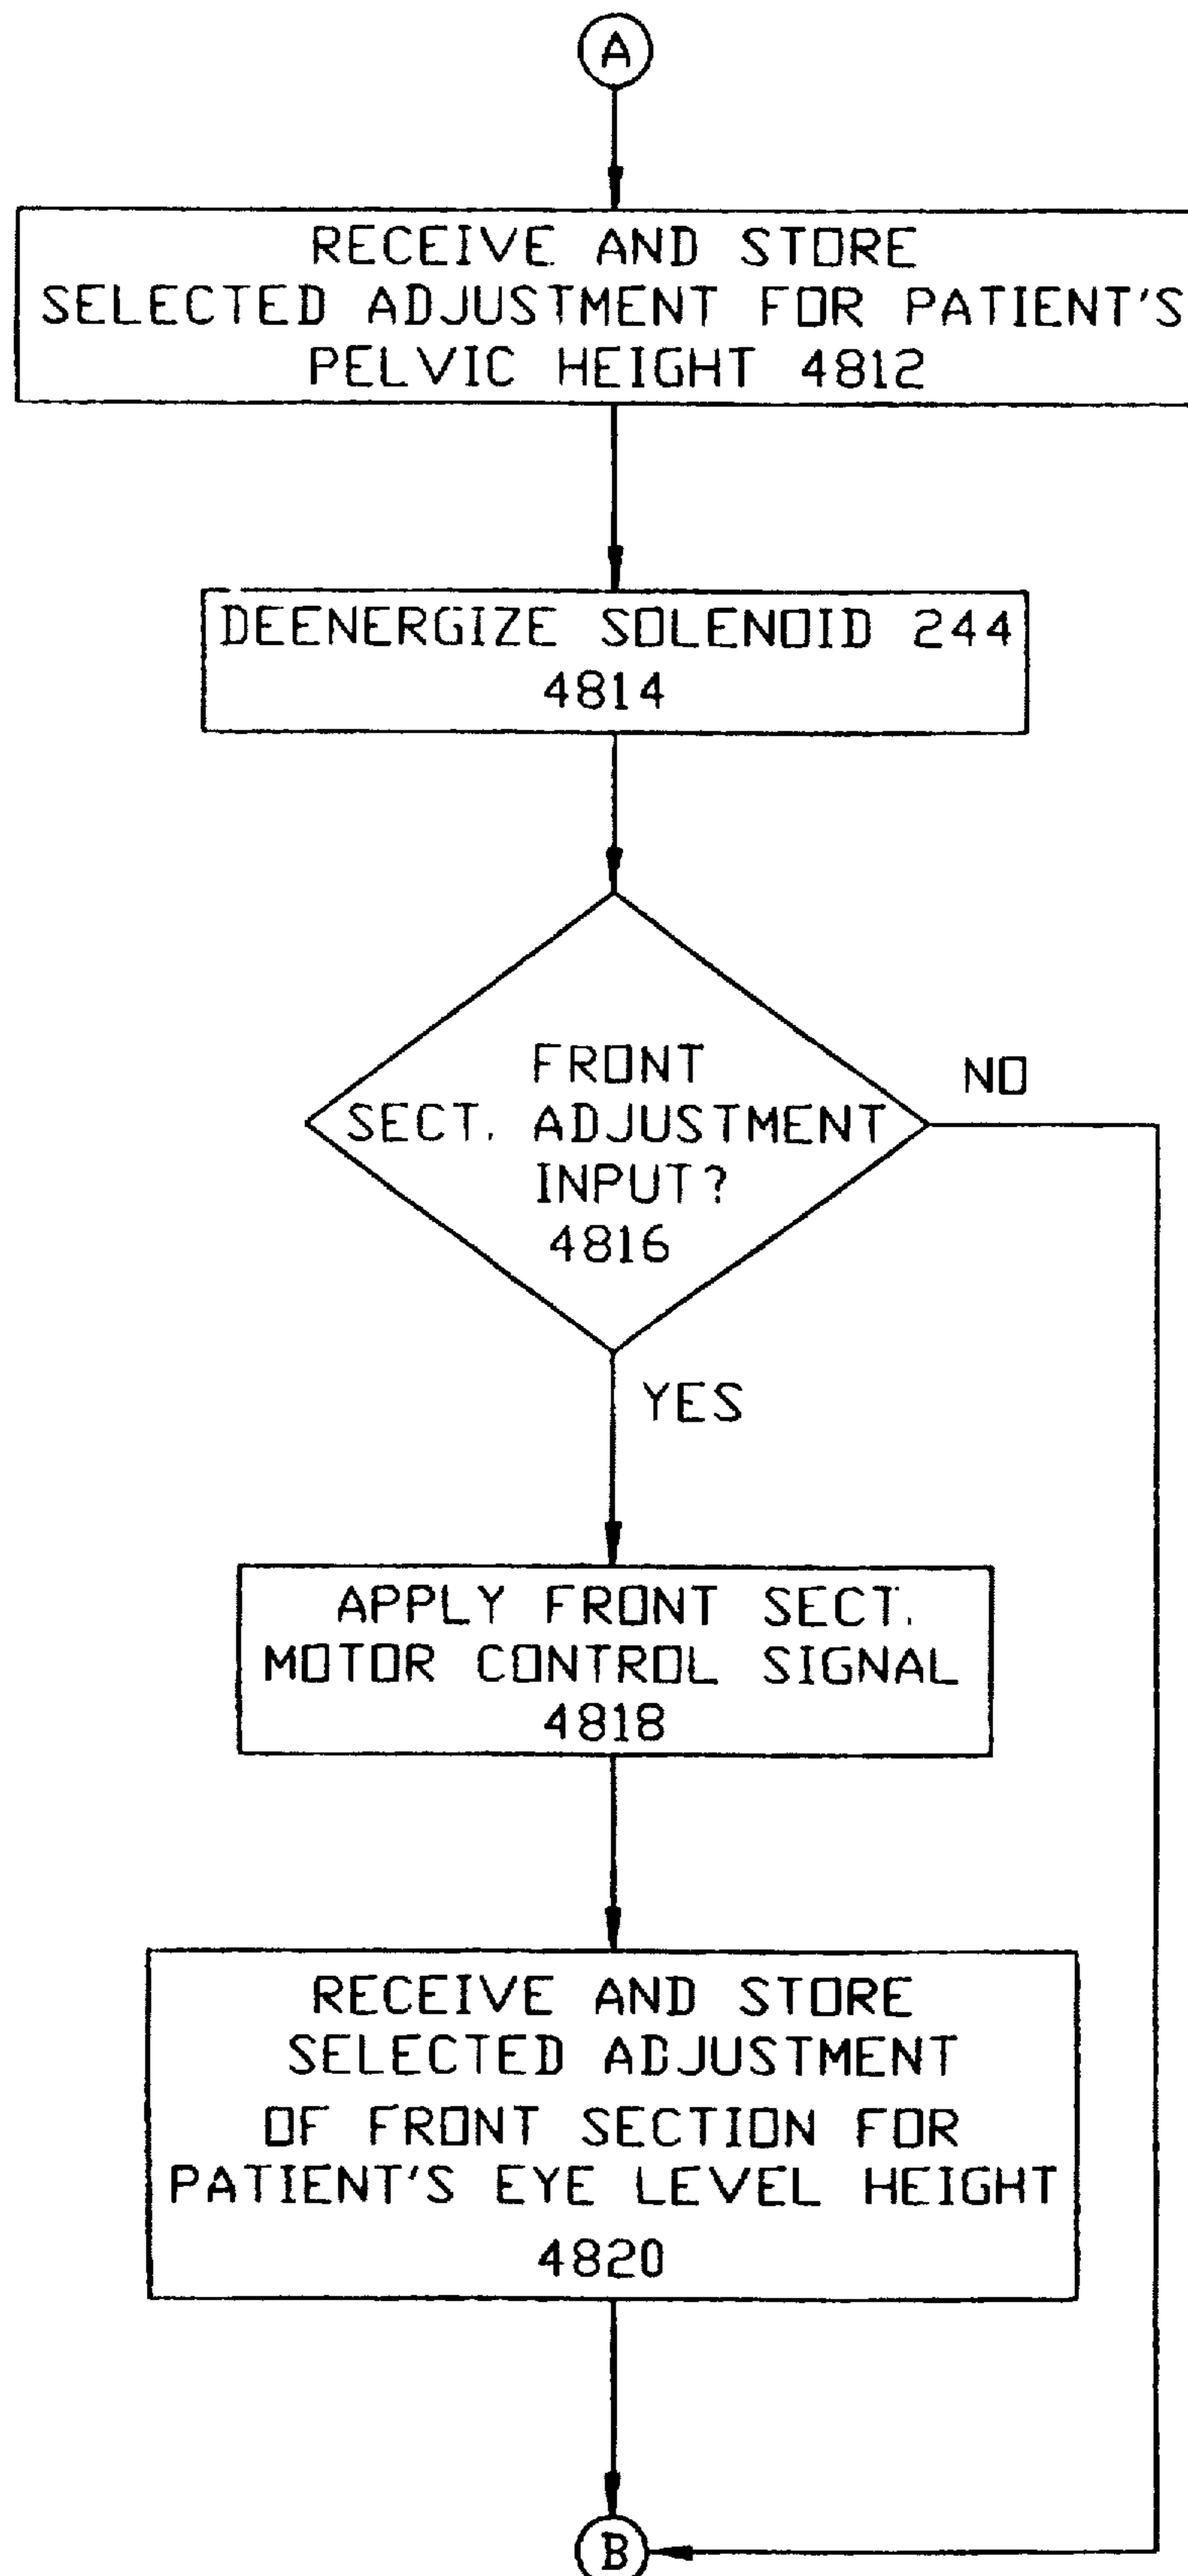 A
RECEIVE AND STORE
SELECTED ADJUSTMENT FOR PATIENT'S
PELVIC HEIGHT 4812
DEENERGIZE SOLENOID 244
4814
FRONT
SECT. ADJUSTMENT
INPUT?
4816
NO
YES
APPLY FRONT SECT.
MOTOR CONTROL SIGNAL
4818
RECEIVE AND STORE
SELECTED ADJUSTMENT
OF FRONT SECTION FOR
PATIENT'S EYE LEVEL HEIGHT
4820
B